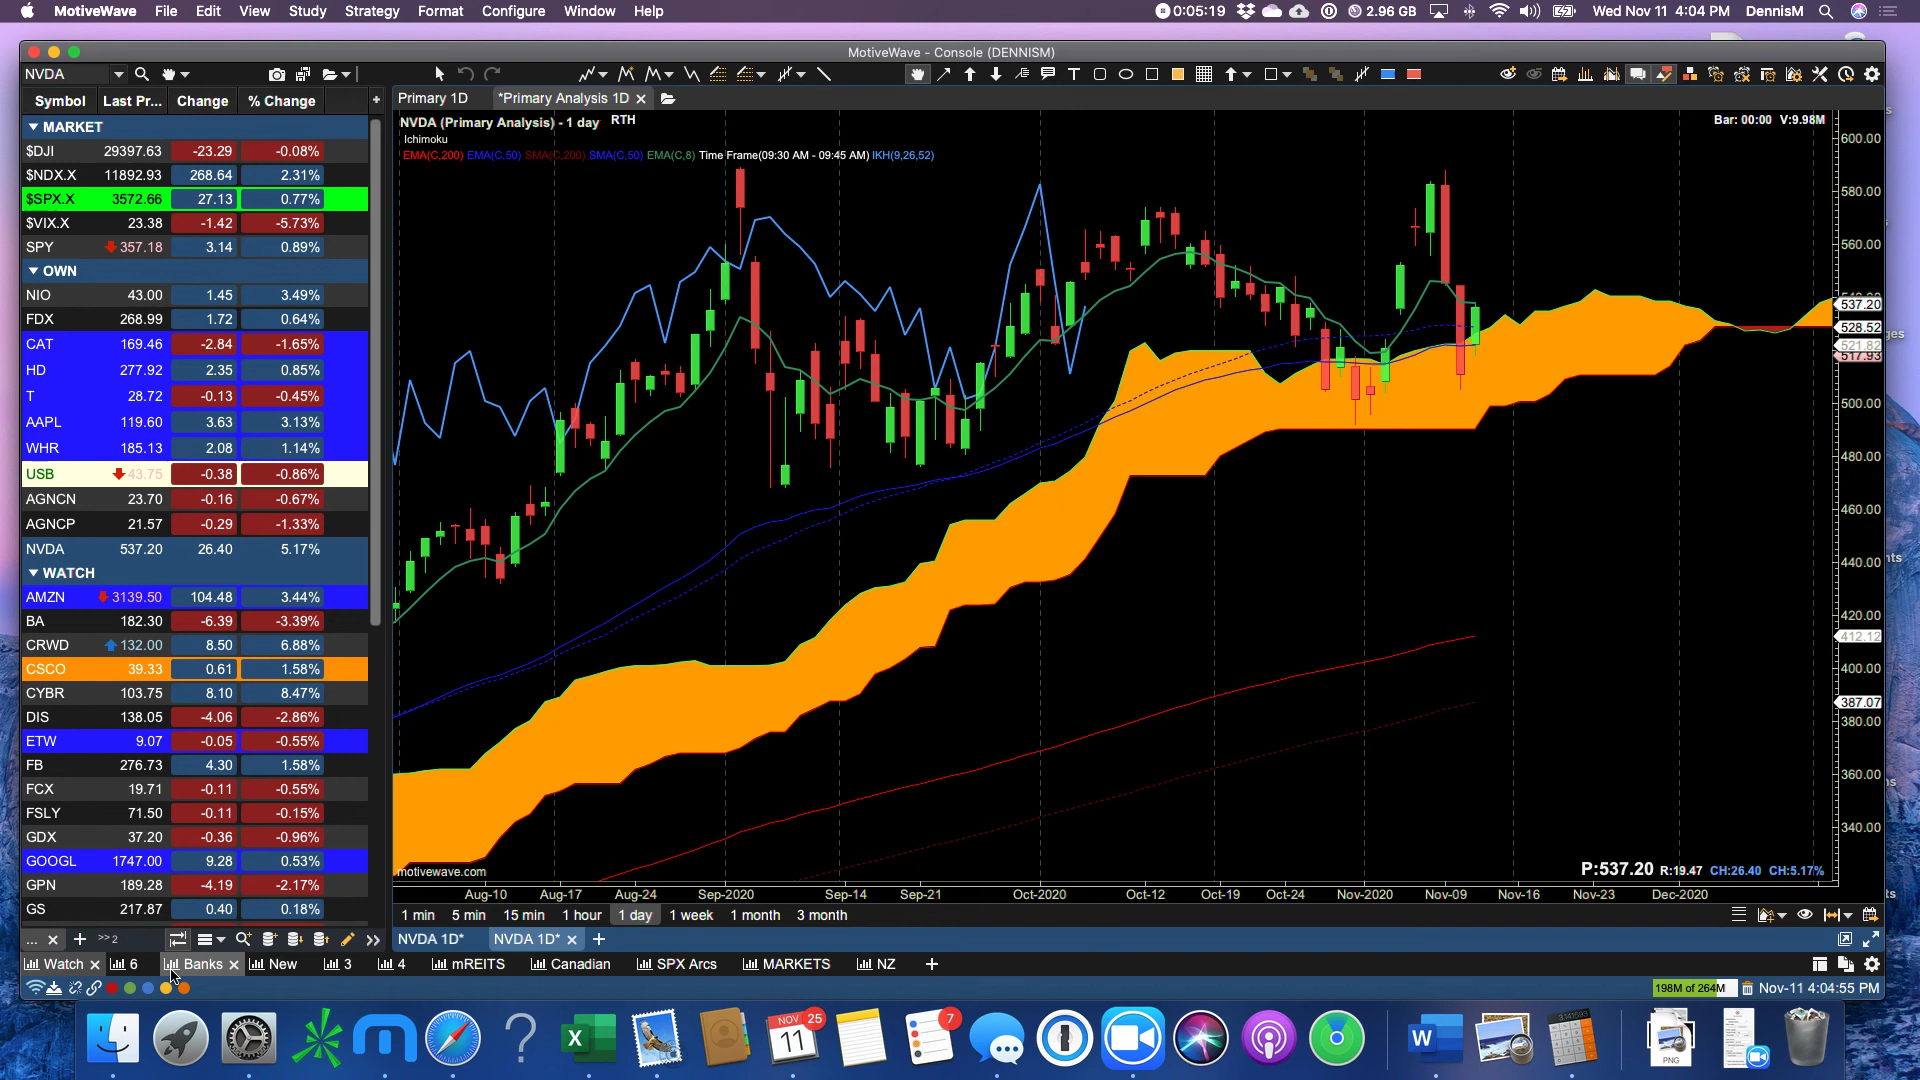 MotiveWave File Edit View Study Strategy Format Configure Window Help
0:05:19 2.96 GB Wed Nov 11 4:04 PM DennisM
MotiveWave - Console (DENNISM)
NVDA
Symbol Last Pr... Change % Change +
Primary 1D *Primary Analysis 1D
MARKET
$DJI 29397.63 -23.29 -0.08%
$NDX.X 11892.93 268.64 2.31%
$SPX.X 3572.66 27.13 0.77%
$VIX.X 23.38 -1.42 -5.73%
SPY 357.18 3.14 0.89%
OWN
NIO 43.00 1.45 3.49%
FDX 268.99 1.72 0.64%
CAT 169.46 -2.84 -1.65%
HD 277.92 2.35 0.85%
T 28.72 -0.13 -0.45%
AAPL 119.60 3.63 3.13%
WHR 185.13 2.08 1.14%
USB 43.75 -0.38 -0.86%
AGNCN 23.70 -0.16 -0.67%
AGNCP 21.57 -0.29 -1.33%
NVDA 537.20 26.40 5.17%
WATCH
AMZN 3139.50 104.48 3.44%
BA 182.30 -6.39 -3.39%
CRWD 132.00 8.50 6.88%
CSCO 39.33 0.61 1.58%
CYBR 103.75 8.10 8.47%
DIS 138.05 -4.06 -2.86%
ETW 9.07 -0.05 -0.55%
FB 276.73 4.30 1.58%
FCX 19.71 -0.11 -0.55%
FSLY 71.50 -0.11 -0.15%
GDX 37.20 -0.36 -0.96%
GOOGL 1747.00 9.28 0.53%
GPN 189.28 -4.19 -2.17%
GS 217.87 0.40 0.18%
NVDA (Primary Analysis) - 1 day RTH
Bar: 00:00 V:9.98M
Ichimoku
EMA(C,200) EMA(C,50) SMA(C,200) SMA(C,50) EMA(C,8) Time Frame(09:30 AM - 09:45 AM) IKH(9,26,52)
600.00
580.00
560.00
537.20
528.52
521.82
517.93
500.00
480.00
460.00
440.00
420.00
412.12
400.00
387.07
380.00
360.00
340.00
motivewave.com
P:537.20 R:19.47 CH:26.40 CH:5.17%
Aug-10 Aug-17 Aug-24 Sep-2020 Sep-14 Sep-21 Oct-2020 Oct-12 Oct-19 Oct-24 Nov-2020 Nov-09 Nov-16 Nov-23 Dec-2020
1 min 5 min 15 min 1 hour 1 day 1 week 1 month 3 month
... + >>2
NVDA 1D* NVDA 1D* +
Watch 6 Banks New 3 4 mREITS Canadian SPX Arcs MARKETS NZ +
198M of 264M Nov-11 4:04:55 PM
NOV 25
11
7
3.141593
PNG